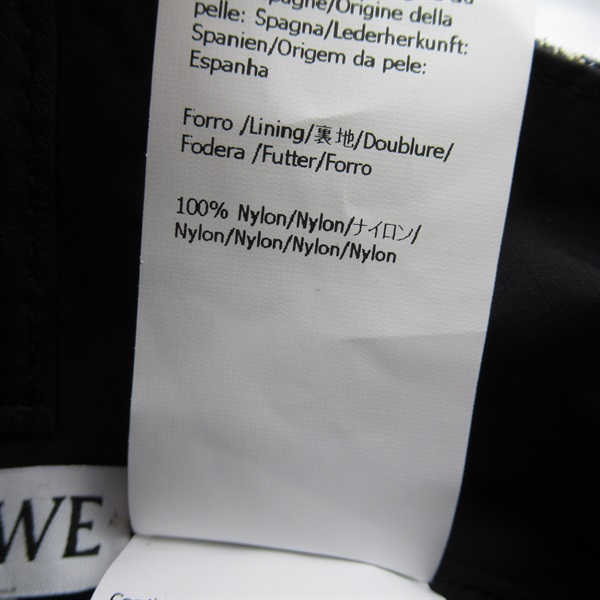 Origine della
pelle: Spagna/Lederherkunft:
Spanien/Origem da pele:
Espanha
Forro /Lining/裏地/Doublure/
Fodera /Futter/Forro
100% Nylon/Nylon/ナイロン/
Nylon/Nylon/Nylon/Nylon
WE